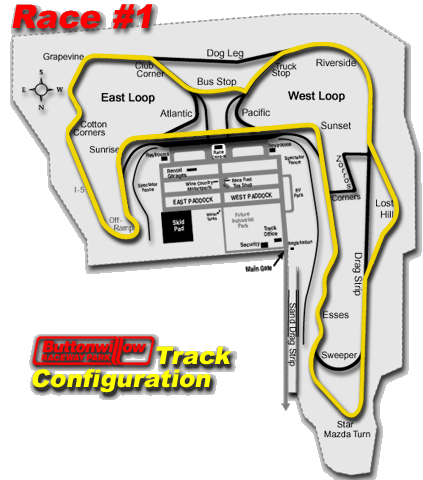 Race #1
Grapevine
Club
Corner
Dog Leg
Bus Stop
Truck
Stop
Riverside
S
E
W
N
East Loop
West Loop
Atlantic
Pacific
Cotton
Corners
Sunset
Sunrise
Restrooms
Race
Control
Restrooms
Spectator
Fence
Spectator
Fence
Rental
Garages
Wine Country
Motorsports
Race Fuel
Tire Shop
EAST PADDOCK
WEST PADDOCK
RV
Park
Zorros
Corners
I-5
Off-
Ramp
Skid
Pad
Future
Industrial
Park
Track
Office
Security
Registration
Main Gate
Lost
Hill
Drag Strip
Sand Drag Strip
Esses
Sweeper
Star
Mazda Turn
Buttonwillow
RACEWAY PARK
Track
Configuration